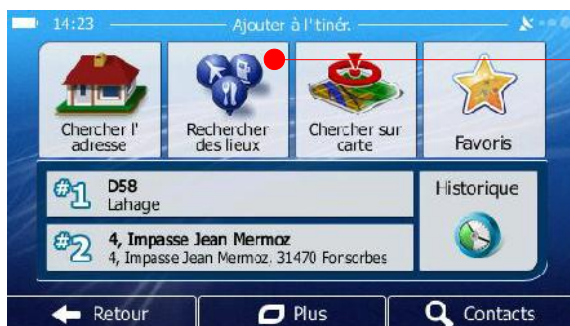 14:23 Ajouter à l'tinér.
Chercher l'
adresse
Rechercher
des lieux
Chercher sur
carte
Favoris
#1 D58
Lahage
Historique
#2 4, Impasse Jean Mermoz
4, Impasse Jean Mermoz, 31470 Fonscrbes
Retour Plus Contacts